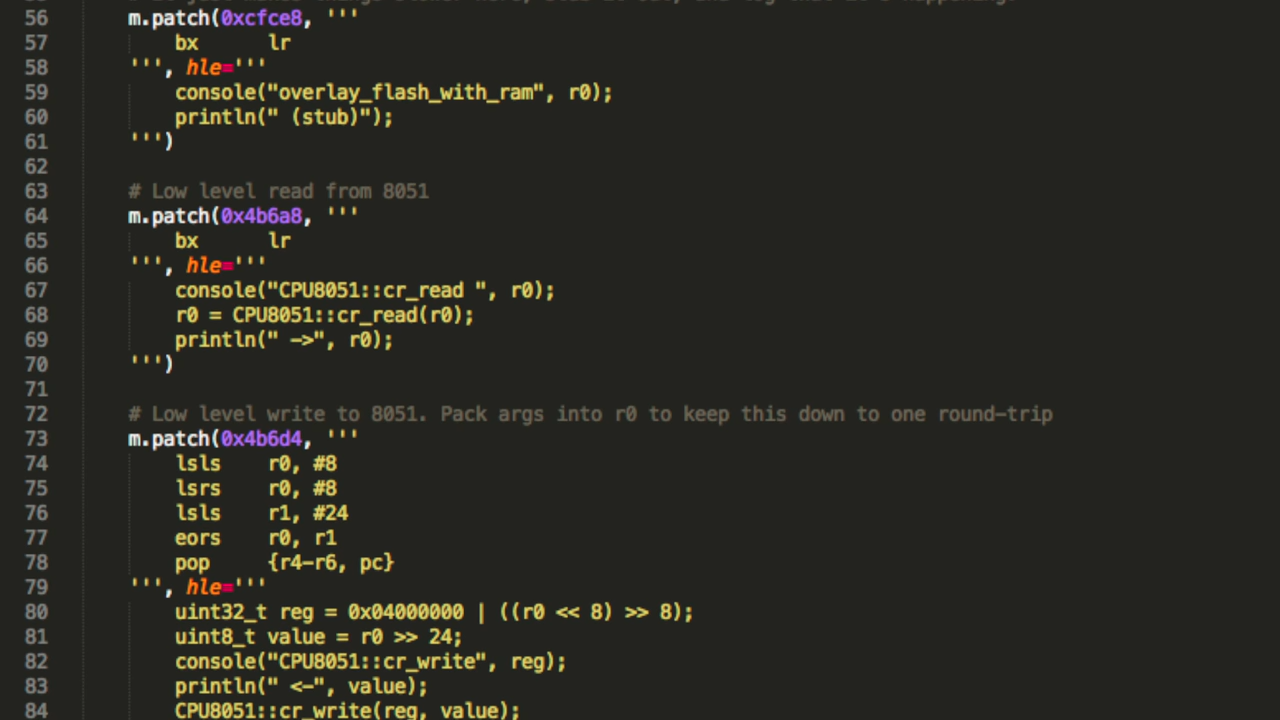 56 m.patch(0xcfce8, '''
57 bx lr
58 ''', hle='''
59 console("overlay_flash_with_ram", r0);
60 println(" (stub)");
61 ''')
62
63 # Low level read from 8051
64 m.patch(0x4b6a8, '''
65 bx lr
66 ''', hle='''
67 console("CPU8051::cr_read ", r0);
68 r0 = CPU8051::cr_read(r0);
69 println(" ->", r0);
70 ''')
71
72 # Low level write to 8051. Pack args into r0 to keep this down to one round-trip
73 m.patch(0x4b6d4, '''
74 lsls r0, #8
75 lsrs r0, #8
76 lsls r1, #24
77 eors r0, r1
78 pop {r4-r6, pc}
79 ''', hle='''
80 uint32_t reg = 0x04000000 | ((r0 << 8) >> 8);
81 uint8_t value = r0 >> 24;
82 console("CPU8051::cr_write", reg);
83 println(" <-", value);
84 CPU8051::cr_write(reg, value);